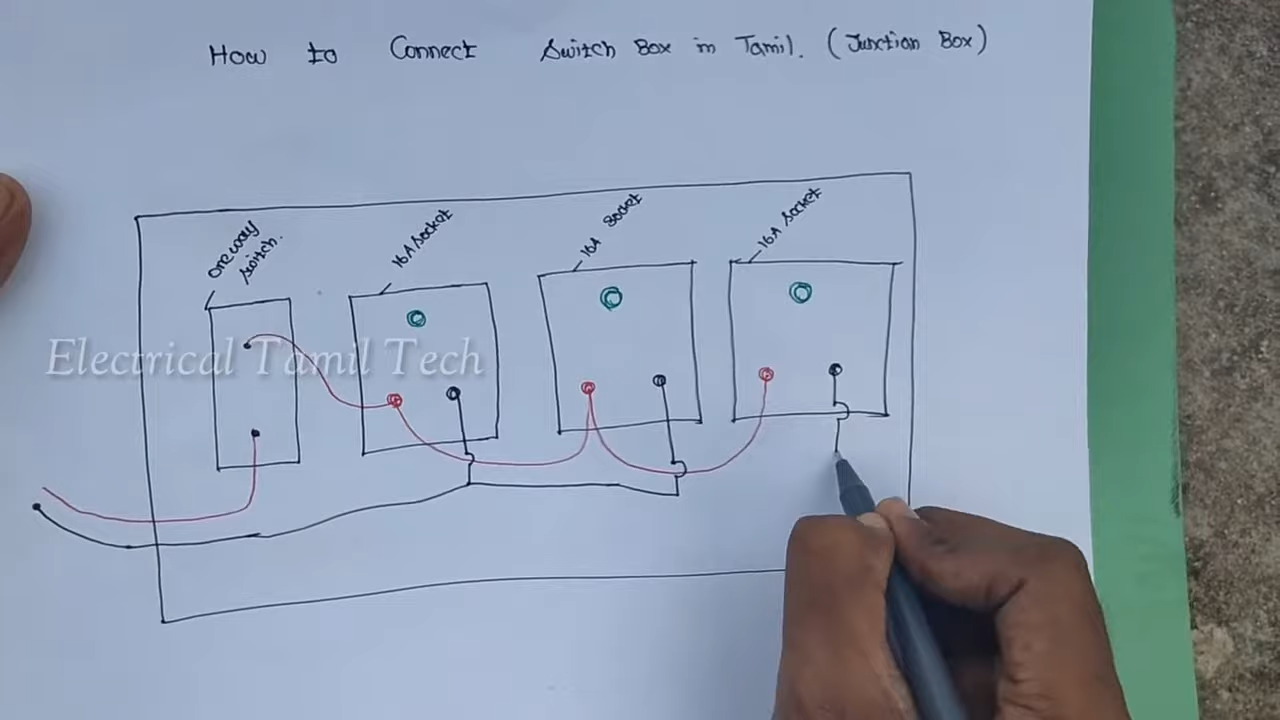 How to Connect Switch Box in Tamil. (Junction Box)
one way
switch.
16A Socket
16A Socket
16A Socket
Electrical Tamil Tech